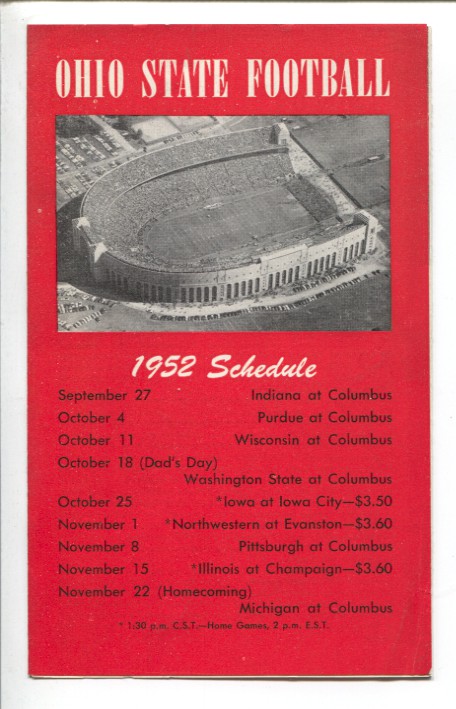 OHIO STATE FOOTBALL
1952 Schedule
September 27 Indiana at Columbus
October 4 Purdue at Columbus
October 11 Wisconsin at Columbus
October 18 (Dad's Day)
Washington State at Columbus
October 25 *Iowa at Iowa City—$3.50
November 1 *Northwestern at Evanston—$3.60
November 8 Pittsburgh at Columbus
November 15 *Illinois at Champaign—$3.60
November 22 (Homecoming)
Michigan at Columbus
* 1:30 p.m. C.S.T.—Home Games, 2 p.m. E.S.T.